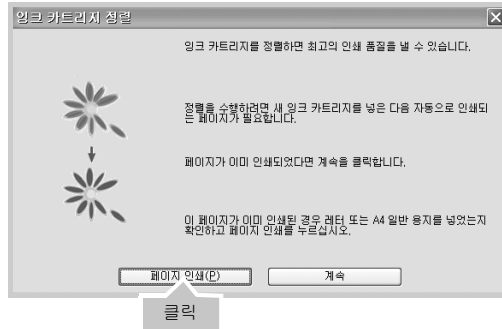 잉크 카트리지 정렬
잉크 카트리지를 정렬하면 최고의 인쇄 품질을 낼 수 있습니다.
정렬을 수행하려면 새 잉크 카트리지를 넣은 다음 자동으로 인쇄되
는 페이지가 필요합니다.
페이지가 이미 인쇄되었다면 계속을 클릭합니다.
이 페이지가 이미 인쇄된 경우 레터 또는 A4 일반 용지를 넣었는지
확인하고 페이지 인쇄를 누르십시오.
페이지 인쇄(P)
계속
클릭